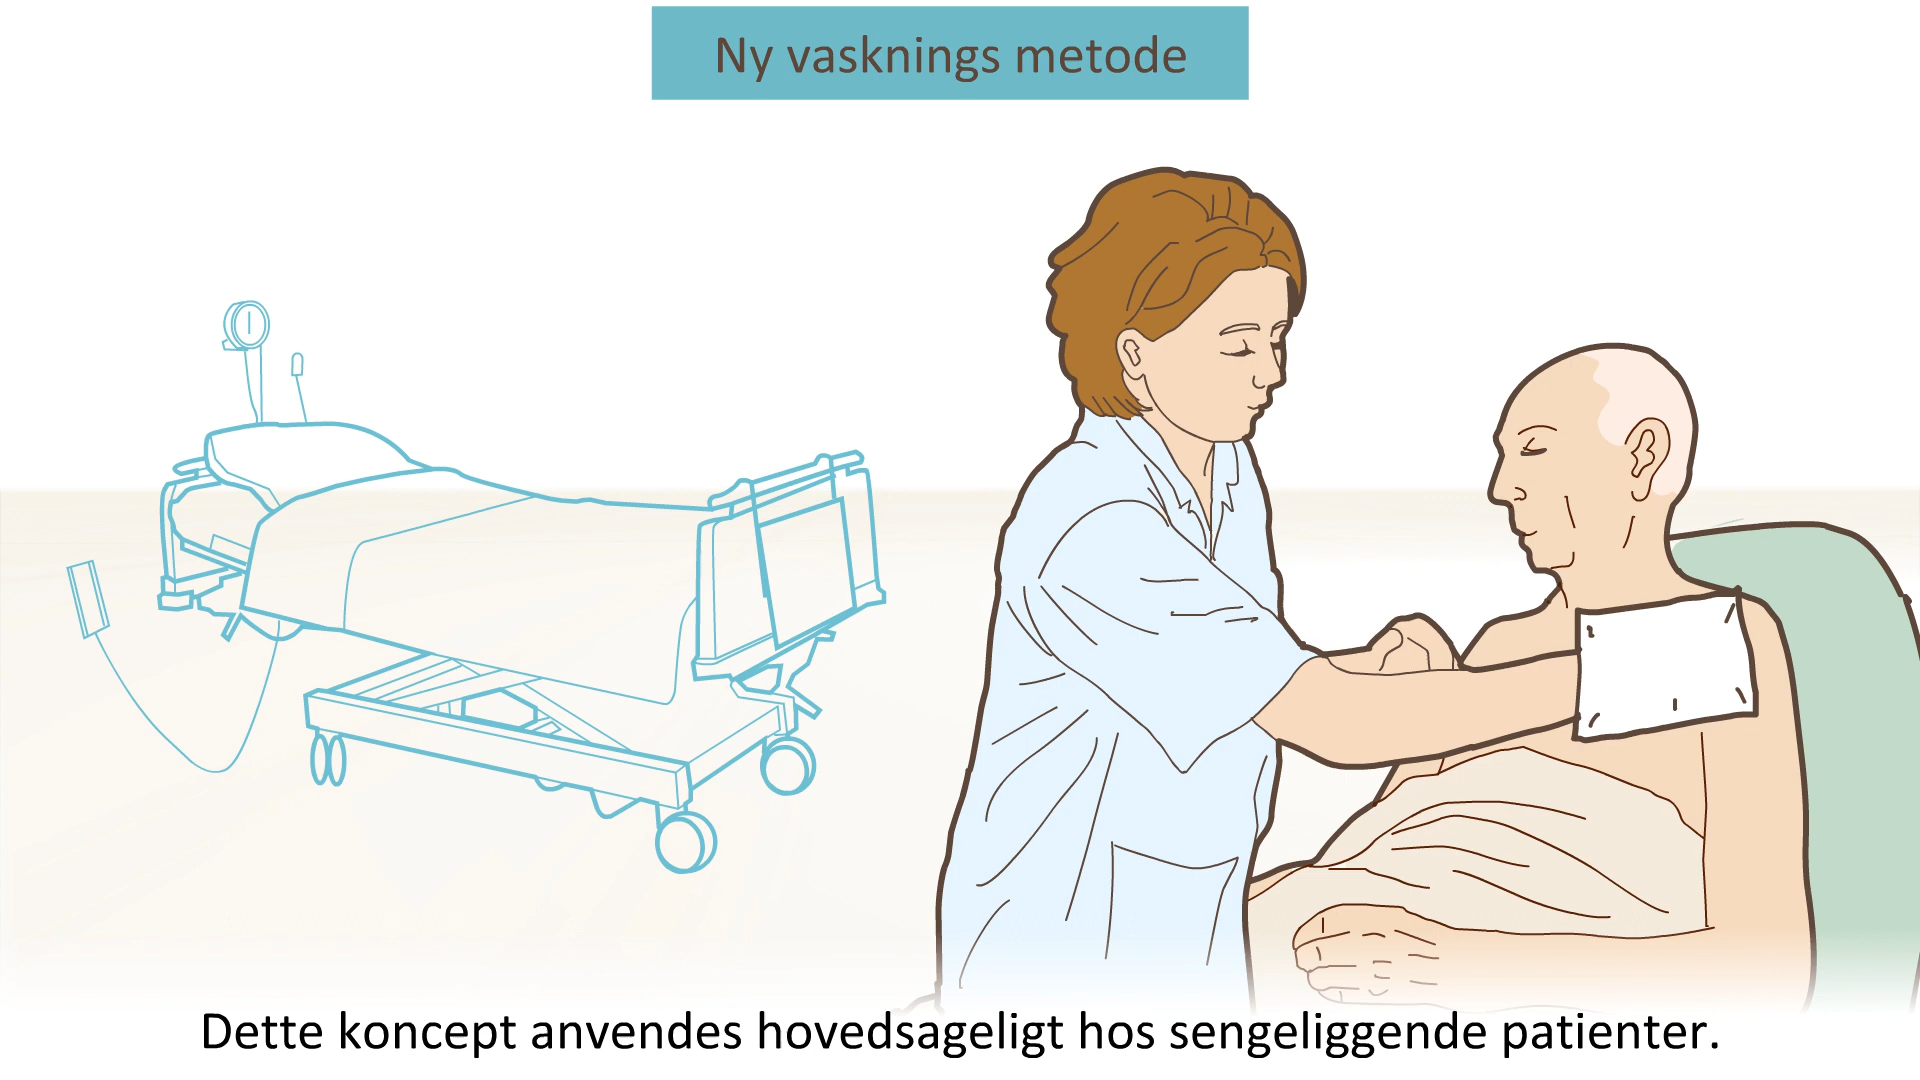 Ny vasknings metode
Dette koncept anvendes hovedsageligt hos sengeliggende patienter.